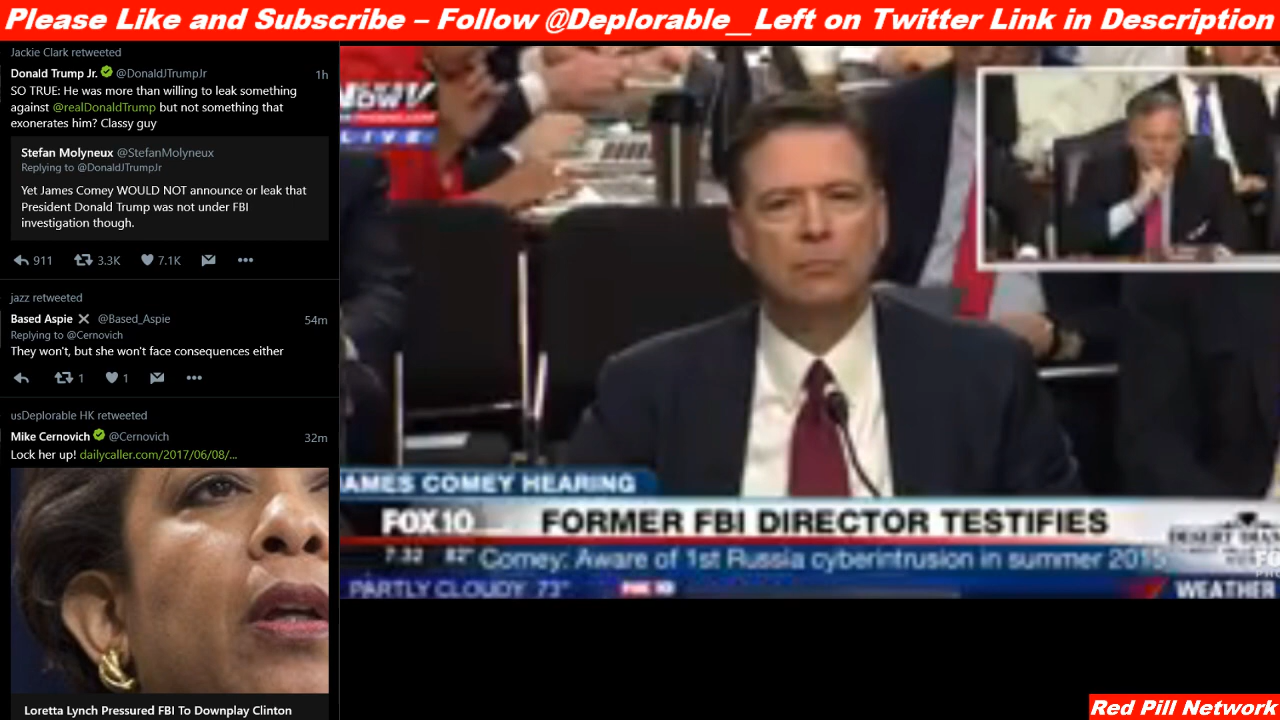 Please Like and Subscribe – Follow @Deplorable__Left on Twitter Link in Description
Jackie Clark retweeted
Donald Trump Jr. @DonaldJTrumpJr 1h
SO TRUE: He was more than willing to leak something
against @realDonaldTrump but not something that
exonerates him? Classy guy
Stefan Molyneux @StefanMolyneux
Replying to @DonaldJTrumpJr
Yet James Comey WOULD NOT announce or leak that
President Donald Trump was not under FBI
investigation though.
911 3.3K 7.1K
jazz retweeted
Based Aspie @Based_Aspie 54m
Replying to @Cernovich
They won't, but she won't face consequences either
1 1
usDeplorable HK retweeted
Mike Cernovich @Cernovich 32m
Lock her up! dailycaller.com/2017/06/08/...
Loretta Lynch Pressured FBI To Downplay Clinton
NOW
LIVE
AMES COMEY HEARING
FOX10 FORMER FBI DIRECTOR TESTIFIES
7:32 82° Comey: Aware of 1st Russia cyberintrusion in summer 2015
PARTLY CLOUDY 73° FOX 10 WEATHER
Red Pill Network